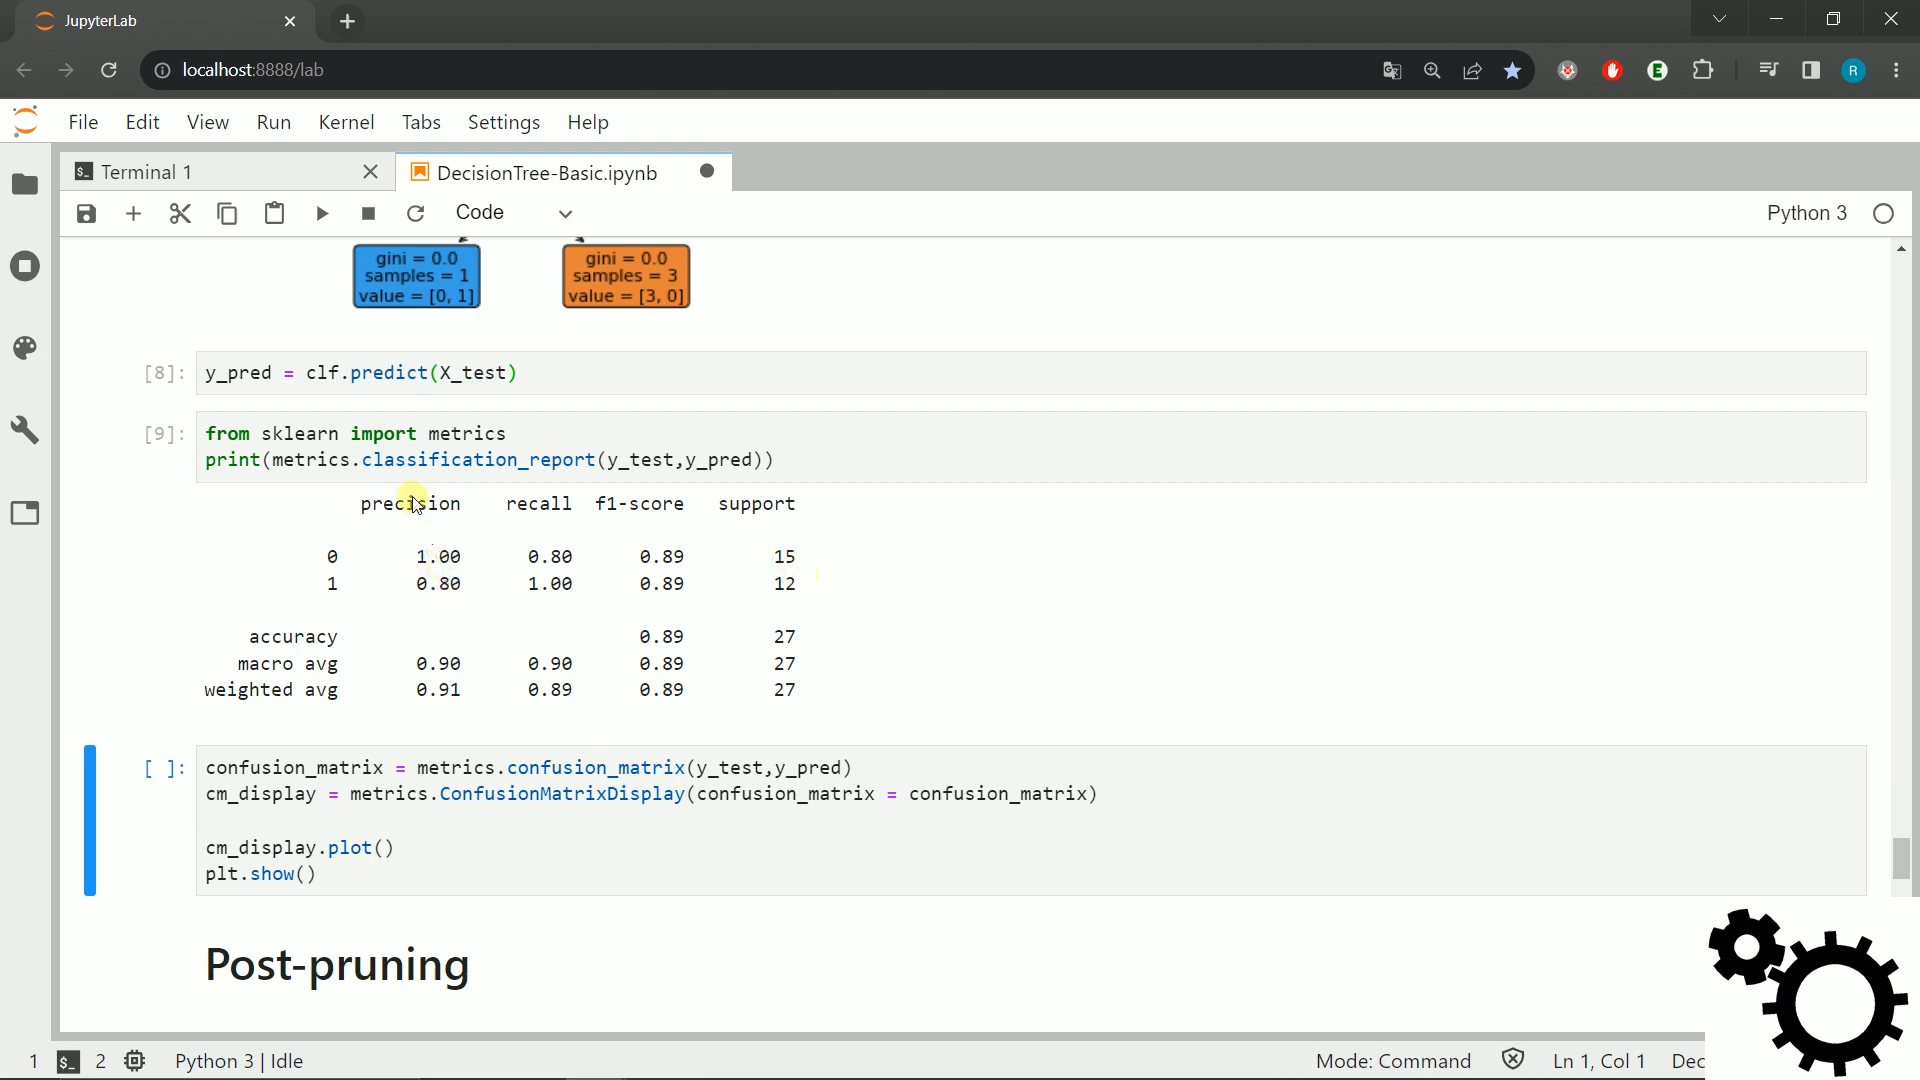 JupyterLab
localhost:8888/lab
R
File Edit View Run Kernel Tabs Settings Help
Terminal 1
DecisionTree-Basic.ipynb
Code
Python 3
gini = 0.0
samples = 1
value = [0, 1]
gini = 0.0
samples = 3
value = [3, 0]
[8]: y_pred = clf.predict(X_test)
[9]: from sklearn import metrics
print(metrics.classification_report(y_test,y_pred))
precision recall f1-score support
0 1.00 0.80 0.89 15
1 0.80 1.00 0.89 12
accuracy 0.89 27
macro avg 0.90 0.90 0.89 27
weighted avg 0.91 0.89 0.89 27
[ ]: confusion_matrix = metrics.confusion_matrix(y_test,y_pred)
cm_display = metrics.ConfusionMatrixDisplay(confusion_matrix = confusion_matrix)
cm_display.plot()
plt.show()
Post-pruning
1 $_ 2 Python 3 | Idle Mode: Command Ln 1, Col 1 Dec